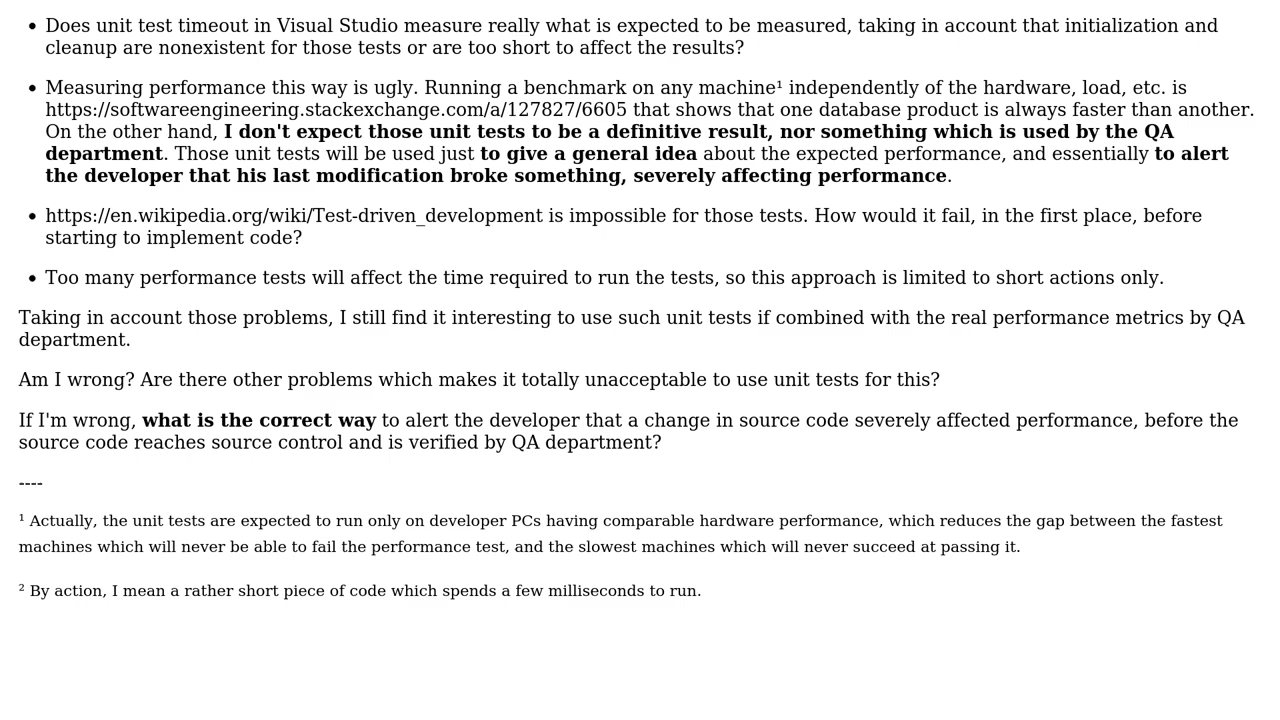 • Does unit test timeout in Visual Studio measure really what is expected to be measured, taking in account that initialization and
cleanup are nonexistent for those tests or are too short to affect the results?
• Measuring performance this way is ugly. Running a benchmark on any machine¹ independently of the hardware, load, etc. is
https://softwareengineering.stackexchange.com/a/127827/6605 that shows that one database product is always faster than another.
On the other hand, I don't expect those unit tests to be a definitive result, nor something which is used by the QA
department. Those unit tests will be used just to give a general idea about the expected performance, and essentially to alert
the developer that his last modification broke something, severely affecting performance.
• https://en.wikipedia.org/wiki/Test-driven_development is impossible for those tests. How would it fail, in the first place, before
starting to implement code?
• Too many performance tests will affect the time required to run the tests, so this approach is limited to short actions only.
Taking in account those problems, I still find it interesting to use such unit tests if combined with the real performance metrics by QA
department.
Am I wrong? Are there other problems which makes it totally unacceptable to use unit tests for this?
If I'm wrong, what is the correct way to alert the developer that a change in source code severely affected performance, before the
source code reaches source control and is verified by QA department?
----
¹ Actually, the unit tests are expected to run only on developer PCs having comparable hardware performance, which reduces the gap between the fastest
machines which will never be able to fail the performance test, and the slowest machines which will never succeed at passing it.
² By action, I mean a rather short piece of code which spends a few milliseconds to run.